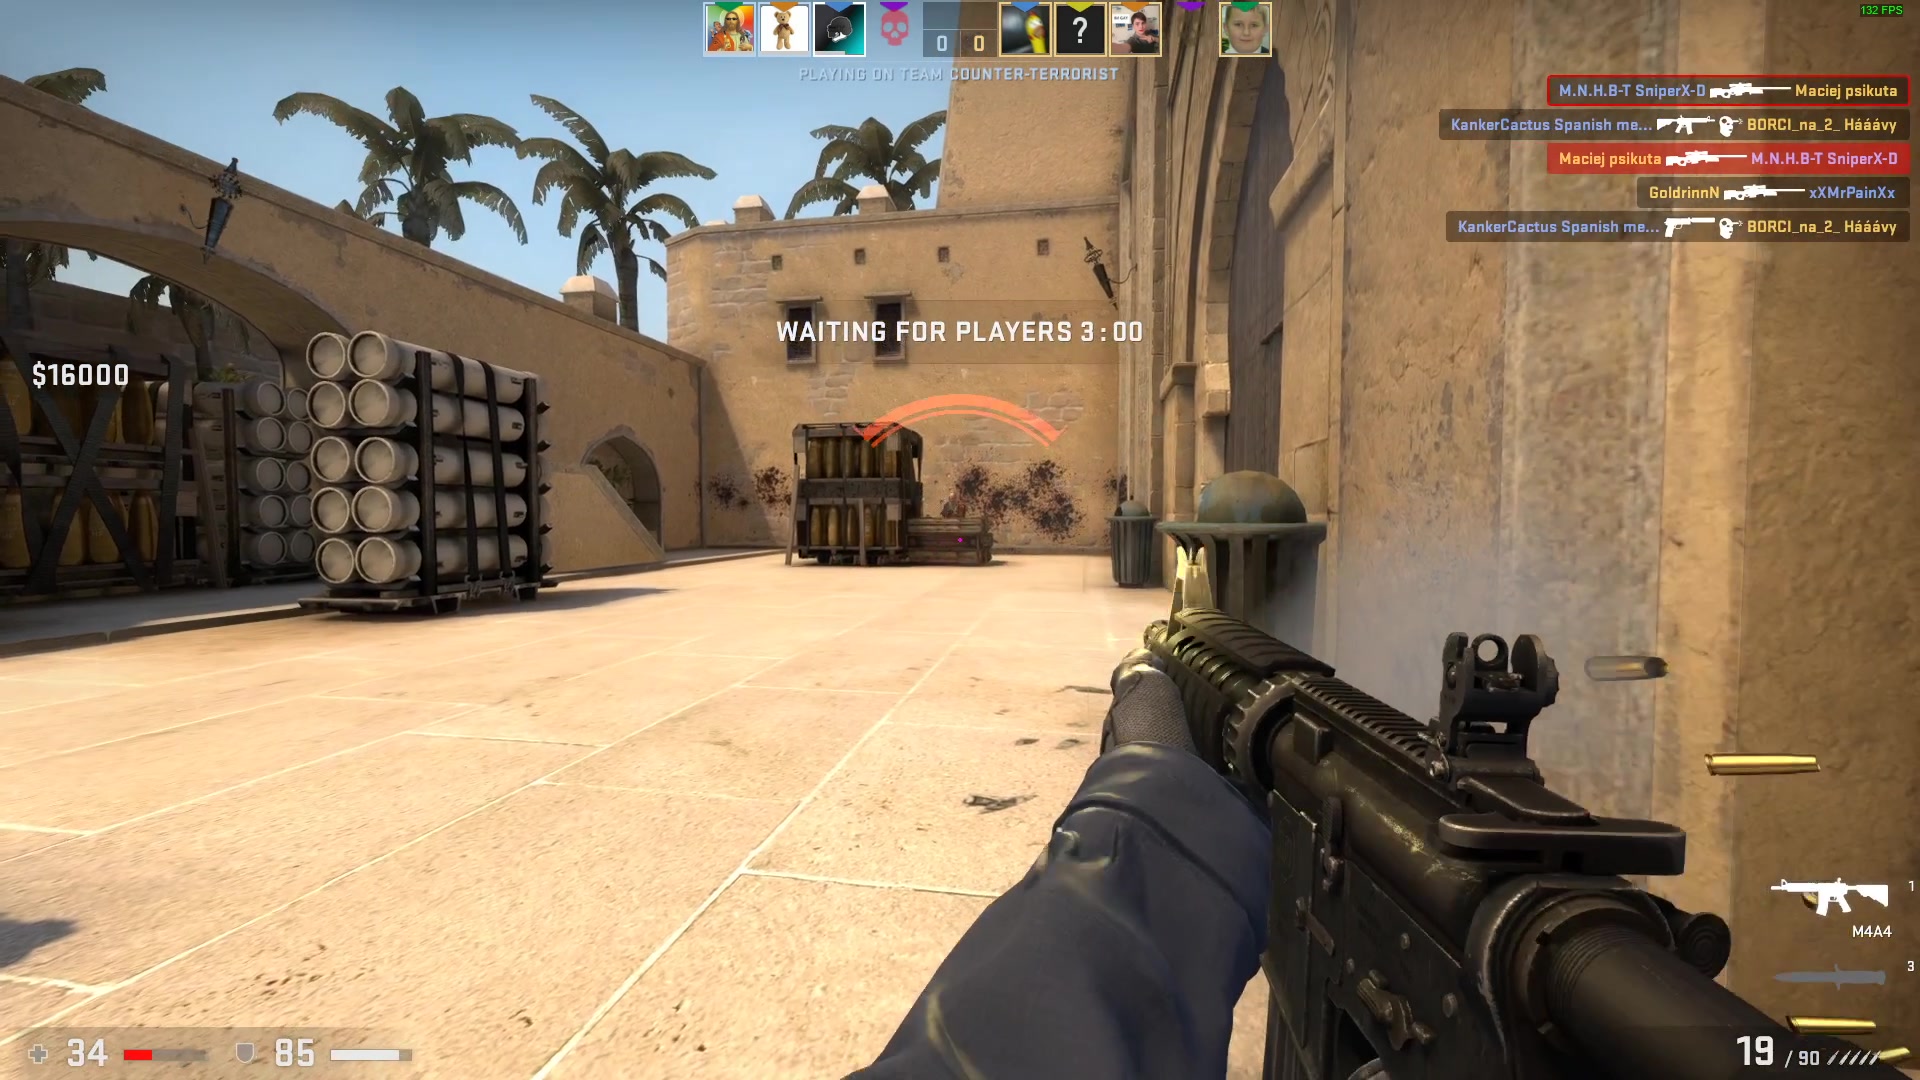 132 FPS
0 0
?
PLAYING ON TEAM COUNTER-TERRORIST
M.N.H.B-T SniperX-D Maciej psikuta
KankerCactus Spanish me... BORCI_na_2_ Hááávy
Maciej psikuta M.N.H.B-T SniperX-D
GoldrinnN xXMrPainXx
KankerCactus Spanish me... BORCI_na_2_ Hááávy
WAITING FOR PLAYERS 3:00
$16000
1
M4A4
3
34 85
19 / 90